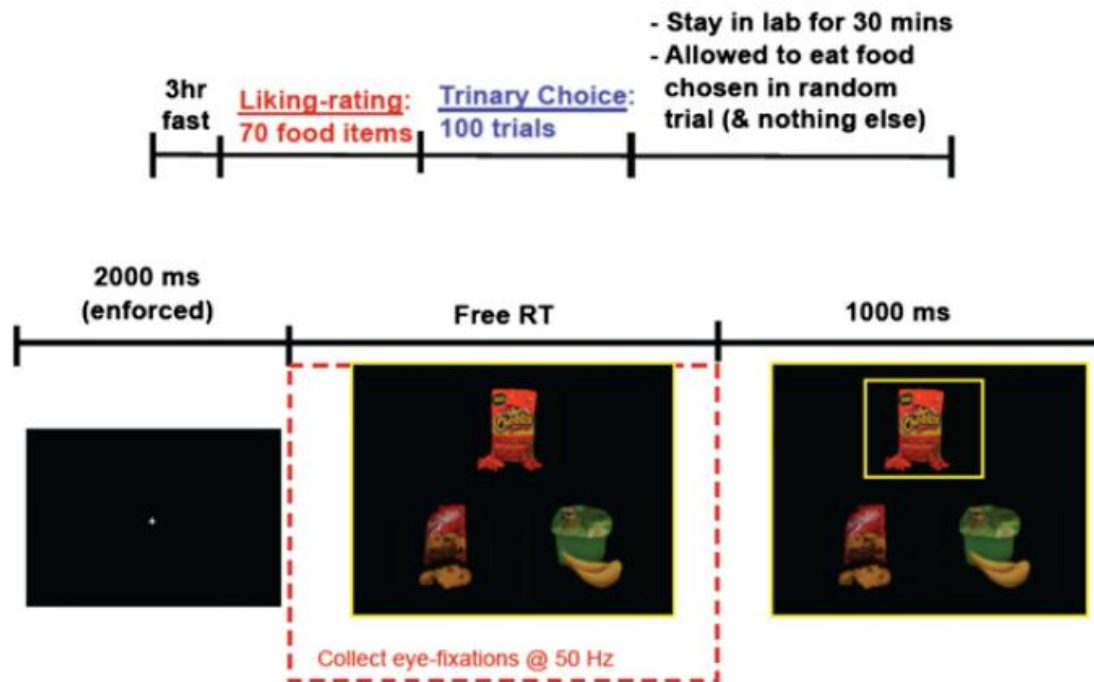 3hr
fast
Liking-rating:
70 food items
Trinary Choice:
100 trials
- Stay in lab for 30 mins
- Allowed to eat food
chosen in random
trial (& nothing else)
2000 ms
(enforced)
Free RT
1000 ms
Collect eye-fixations @ 50 Hz